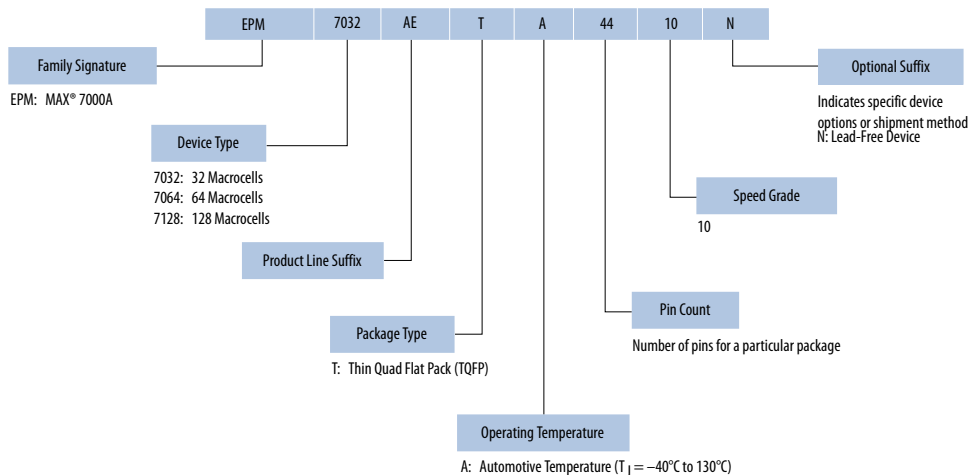 EPM 7032 AE T A 44 10 N
Family Signature
EPM: MAX® 7000A
Optional Suffix
Indicates specific device
options or shipment method
N: Lead-Free Device
Device Type
7032: 32 Macrocells
7064: 64 Macrocells
7128: 128 Macrocells
Speed Grade
10
Product Line Suffix
Pin Count
Number of pins for a particular package
Package Type
T: Thin Quad Flat Pack (TQFP)
Operating Temperature
A: Automotive Temperature (T J = –40°C to 130°C)